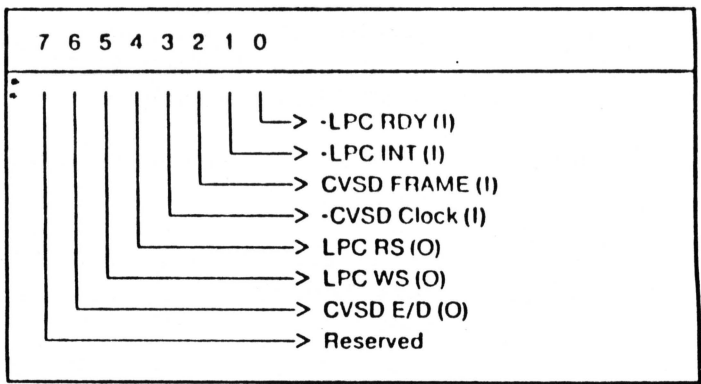 7 6 5 4 3 2 1 0
-LPC RDY (I)
-LPC INT (I)
CVSD FRAME (I)
-CVSD Clock (I)
LPC RS (O)
LPC WS (O)
CVSD E/D (O)
Reserved